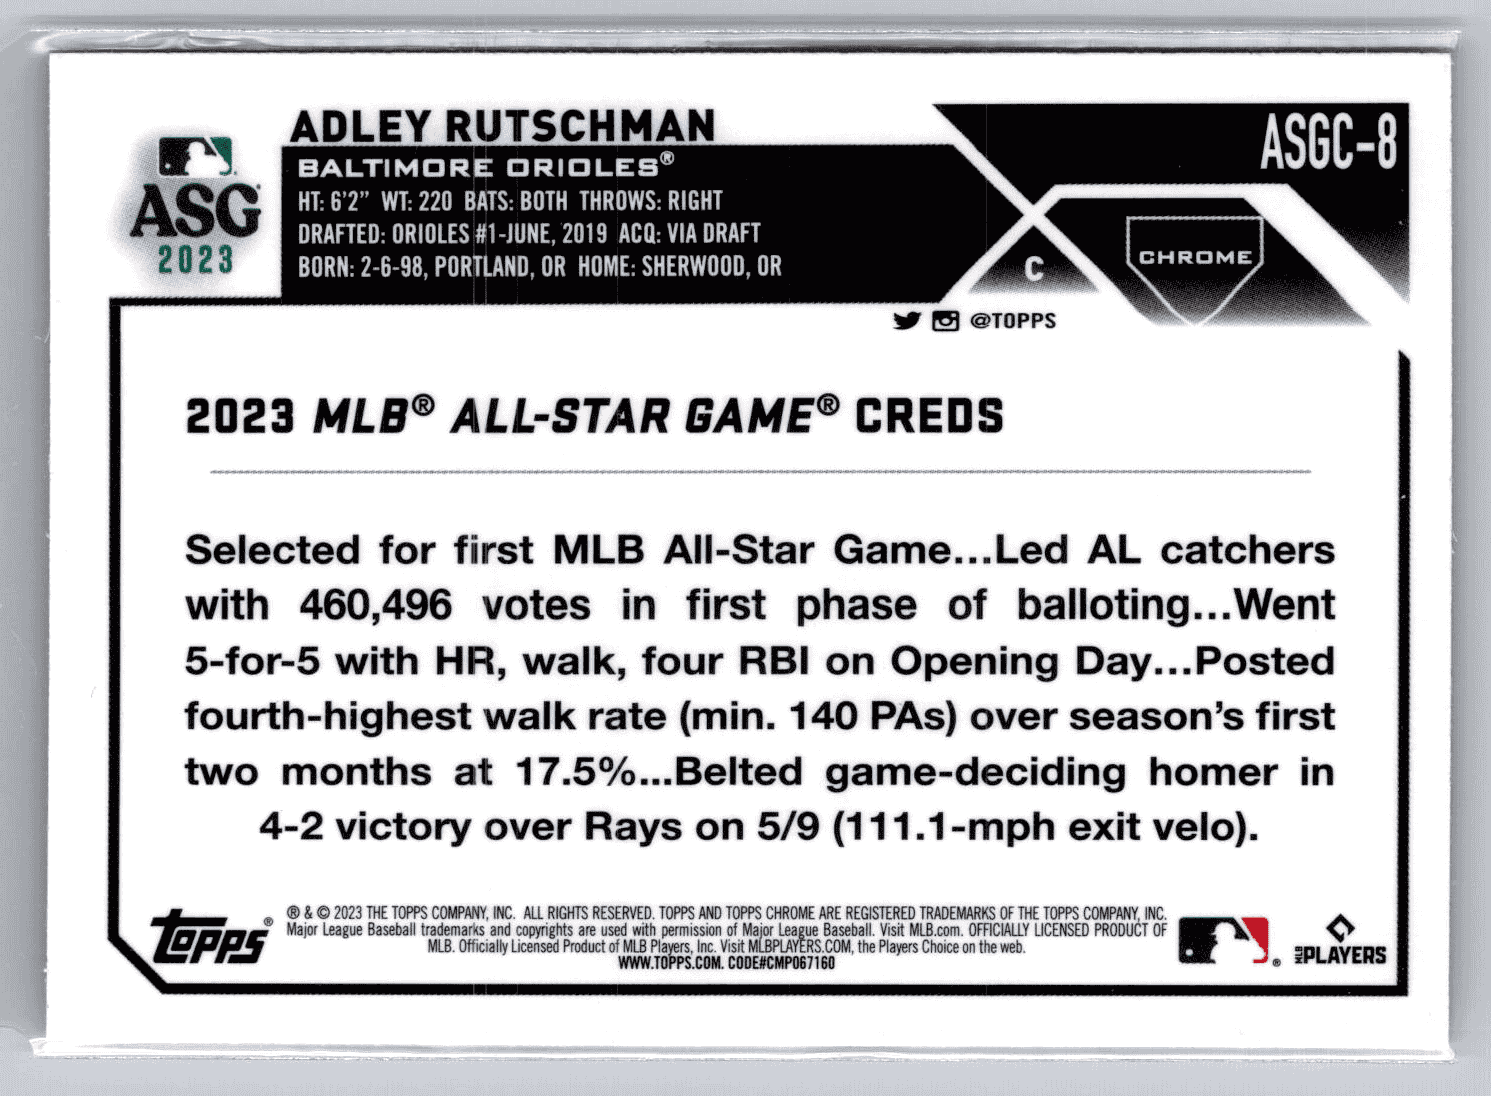 ADLEY RUTSCHMAN
ASGC-8
BALTIMORE ORIOLES®
ASG
2023
HT: 6'2" WT: 220 BATS: BOTH THROWS: RIGHT
DRAFTED: ORIOLES #1-JUNE, 2019 ACQ: VIA DRAFT
BORN: 2-6-98, PORTLAND, OR HOME: SHERWOOD, OR
C
CHROME
@TOPPS
2023 MLB® ALL-STAR GAME® CREDS
Selected for first MLB All-Star Game...Led AL catchers
with 460,496 votes in first phase of balloting...Went
5-for-5 with HR, walk, four RBI on Opening Day...Posted
fourth-highest walk rate (min. 140 PAs) over season's first
two months at 17.5%...Belted game-deciding homer in
4-2 victory over Rays on 5/9 (111.1-mph exit velo).
Topps®
® & © 2023 THE TOPPS COMPANY, INC. ALL RIGHTS RESERVED. TOPPS AND TOPPS CHROME ARE REGISTERED TRADEMARKS OF THE TOPPS COMPANY, INC.
Major League Baseball trademarks and copyrights are used with permission of Major League Baseball. Visit MLB.com. OFFICIALLY LICENSED PRODUCT OF
MLB. Officially Licensed Product of MLB Players, Inc. Visit MLBPLAYERS.COM, the Players Choice on the web.
WWW.TOPPS.COM. CODE#CMP067160
MLB PLAYERS